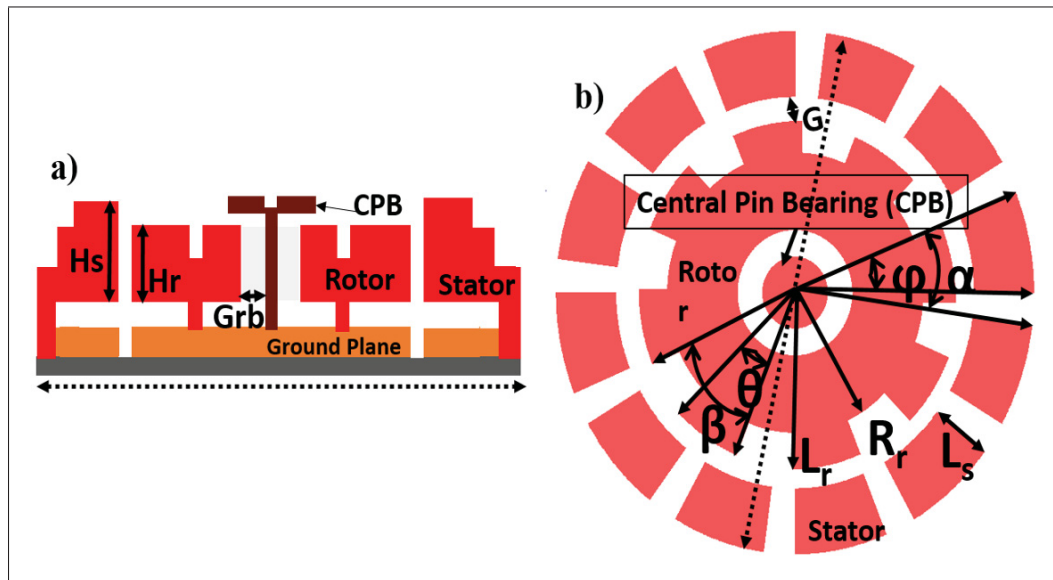 a)
CPB
Hs
Hr
Rotor
Stator
Grb
Ground Plane
b)
G
Central Pin Bearing (CPB)
Roto
r
φ
α
θ
β
Lr
Rr
Ls
Stator